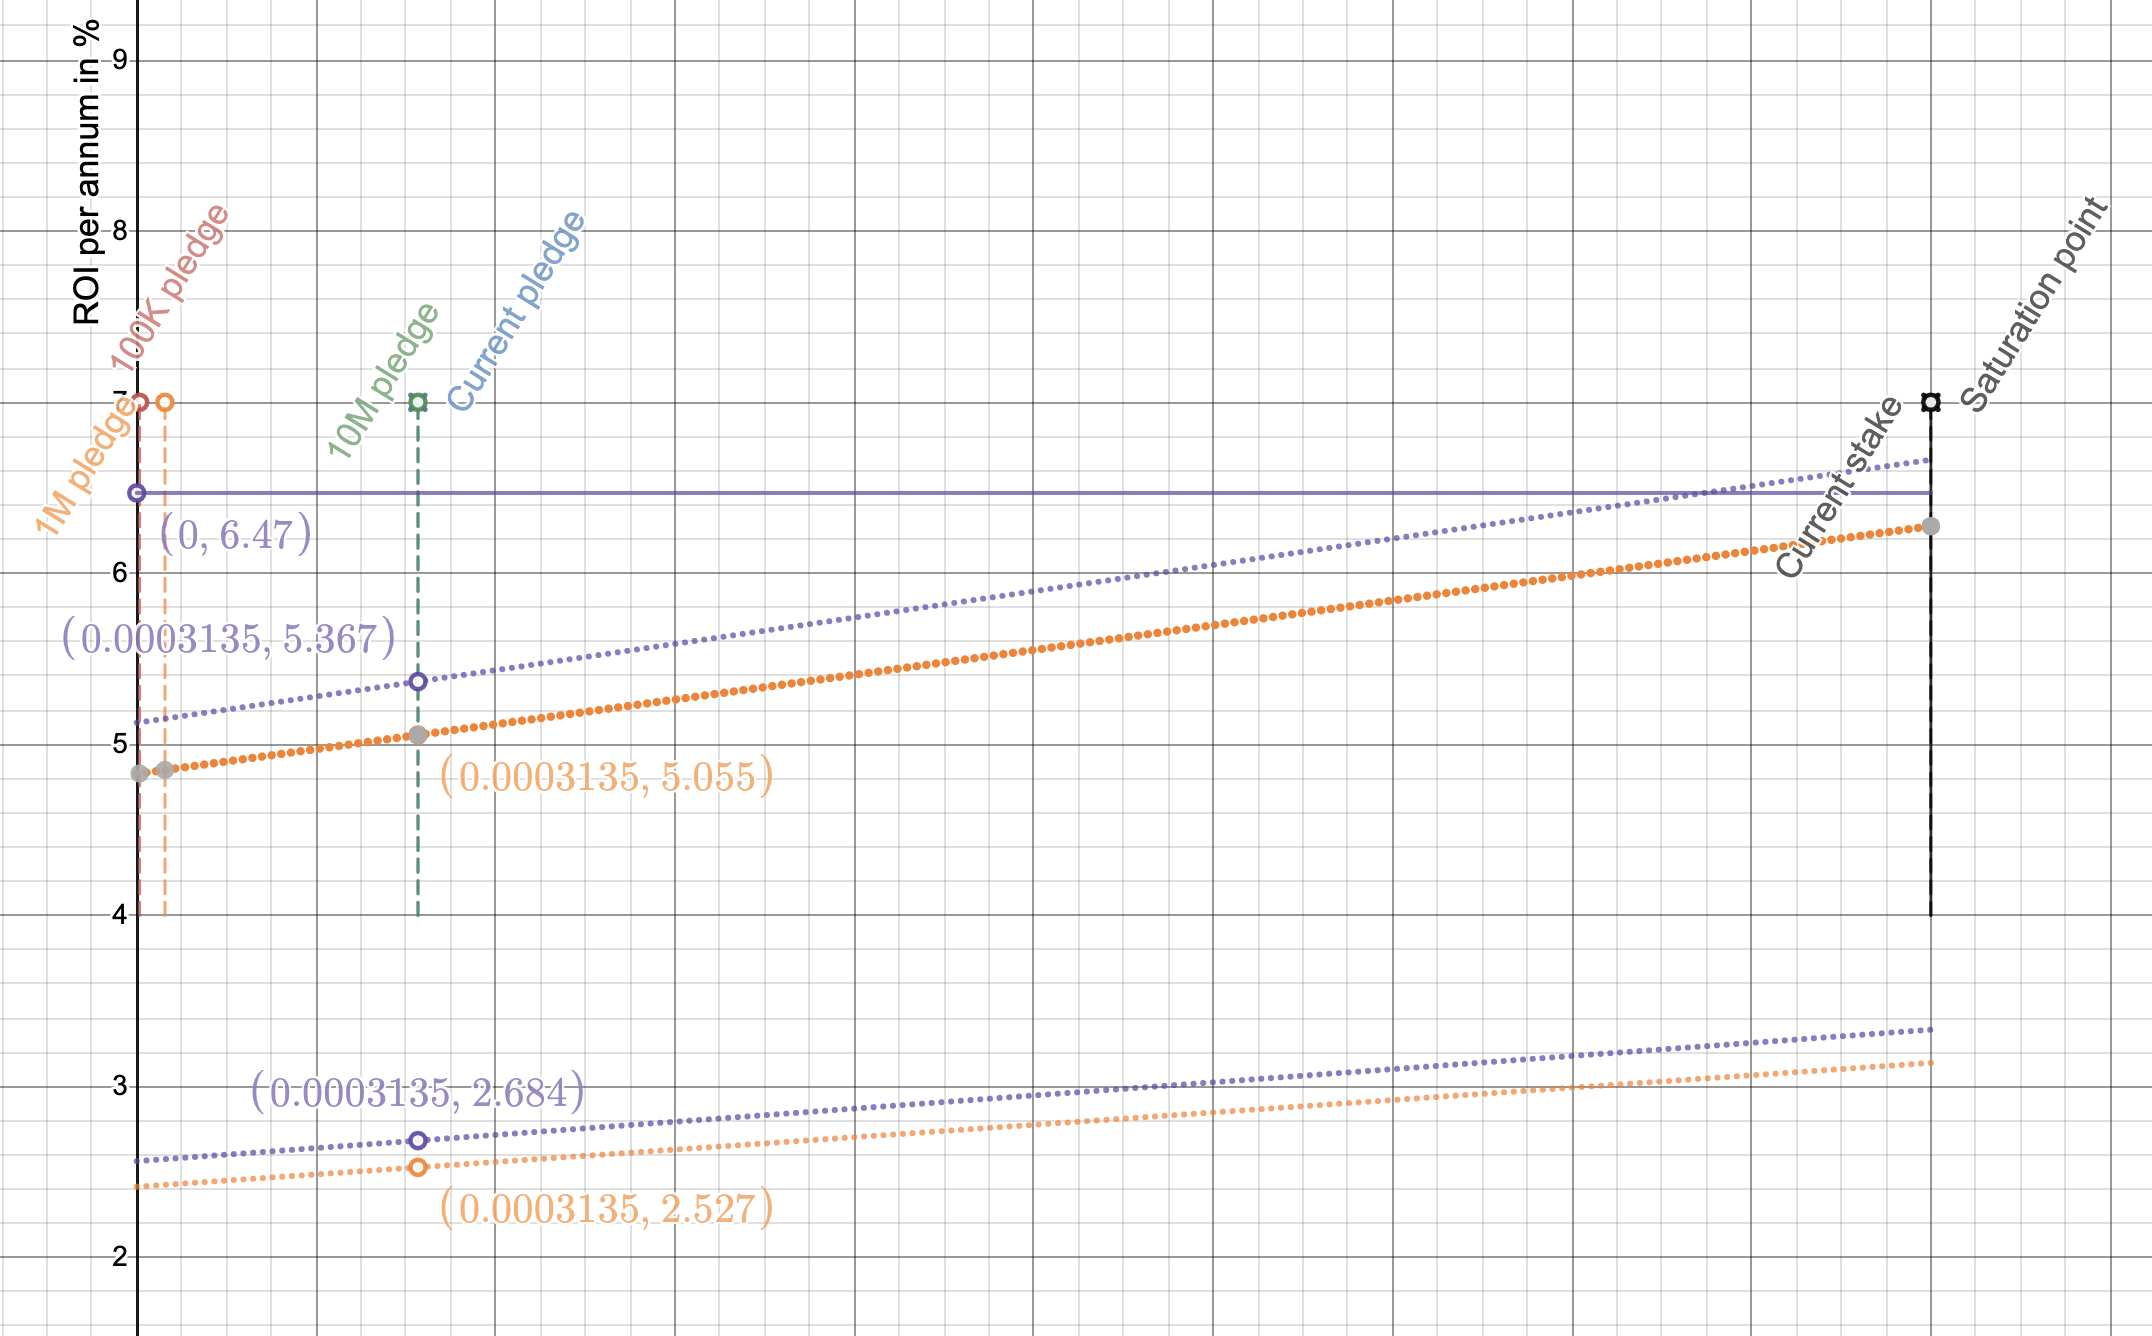 ROI per annum in %
9
8
7
6
5
4
3
2
100K pledge
1M pledge
10M pledge
Current pledge
Current stake
Saturation point
(0, 6.47)
(0.0003135, 5.367)
(0.0003135, 5.055)
(0.0003135, 2.684)
(0.0003135, 2.527)